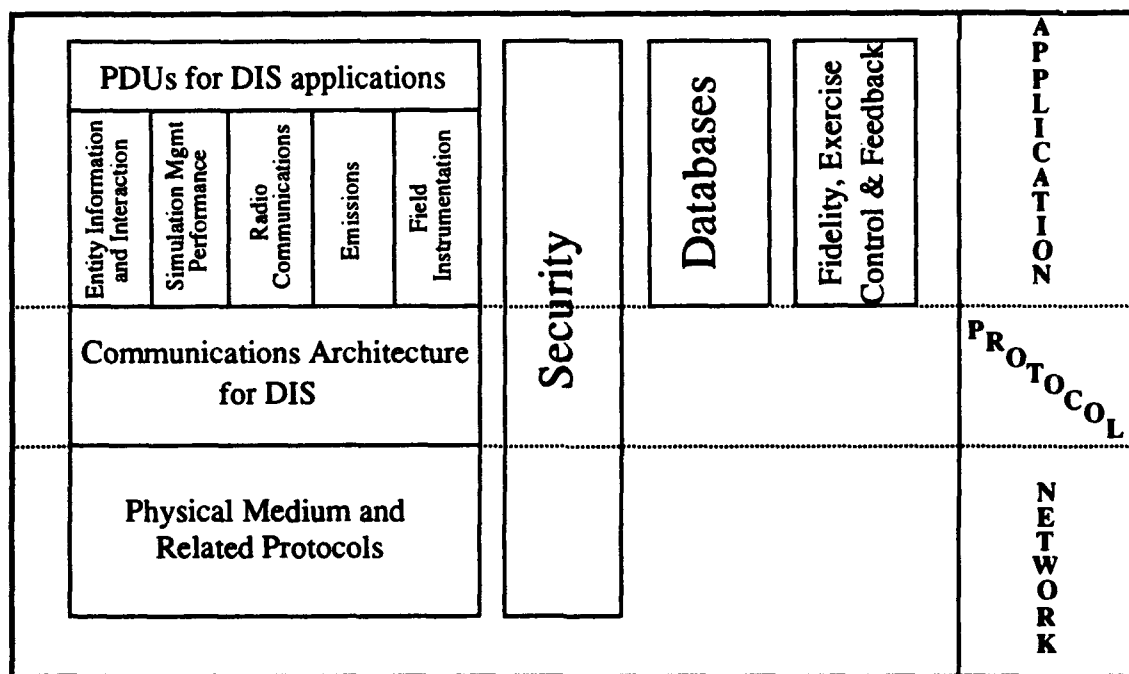 PDUs for DIS applications
Entity Information
and Interaction
Simulation Mgmt
Performance
Radio
Communications
Emissions
Field
Instrumentation
Communications Architecture
for DIS
Physical Medium and
Related Protocols
Security
Databases
Fidelity, Exercise
Control & Feedback
APPLICATION
PROTOCOL
NETWORK